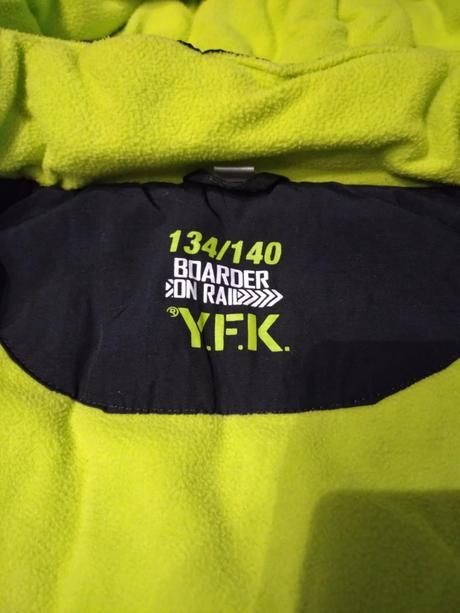 134/140
BOARDER
ON RAIL
® Y.F.K.